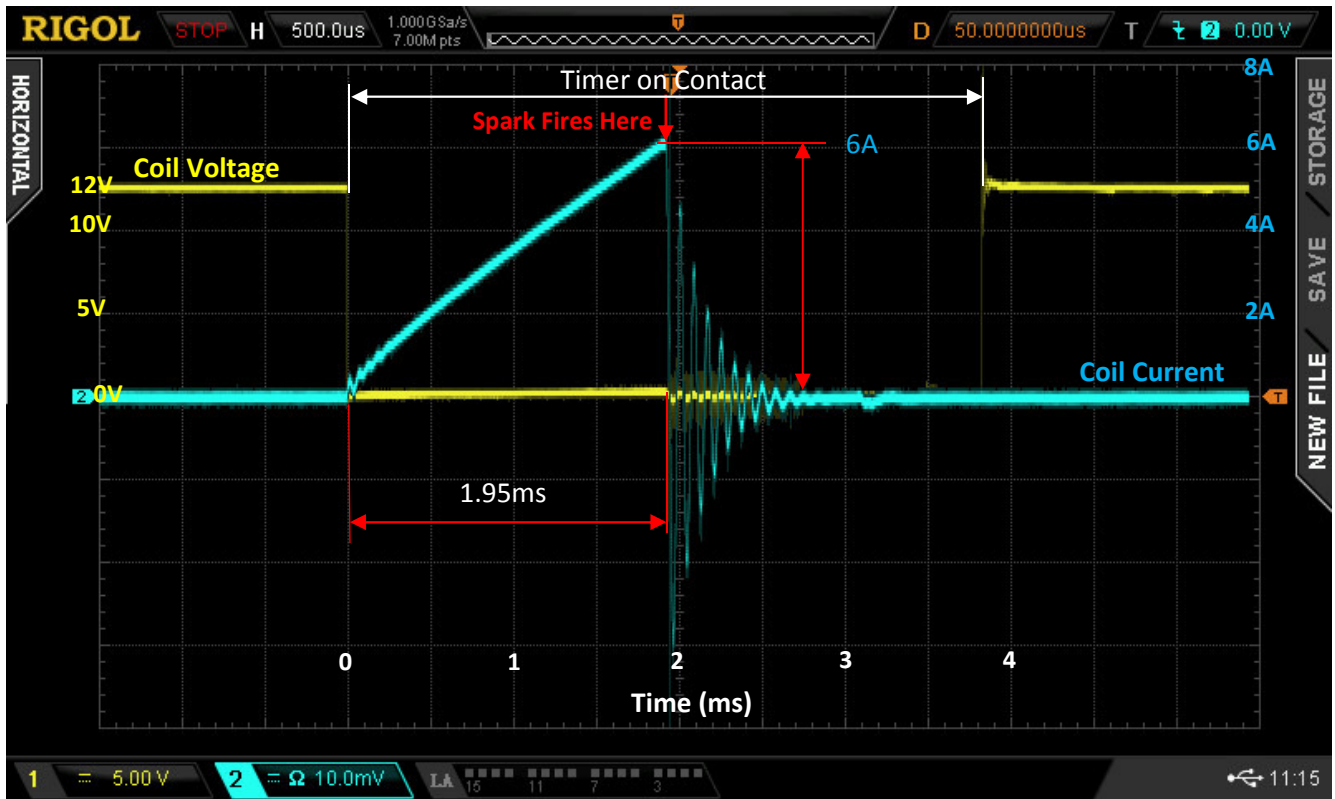 RIGOL STOP H 500.0us 1.000GSa/s 7.00M pts D 50.0000000us T 2 0.00 V
HORIZONTAL
Timer on Contact
8A
Spark Fires Here
6A
6A
Coil Voltage
12V
10V
4A
5V
2A
Coil Current
2 0V
T
1.95ms
0 1 2 3 4
Time (ms)
STORAGE
SAVE
NEW FILE
1 = 5.00 V 2 = Ω 10.0mV LA 15 11 7 3 11:15